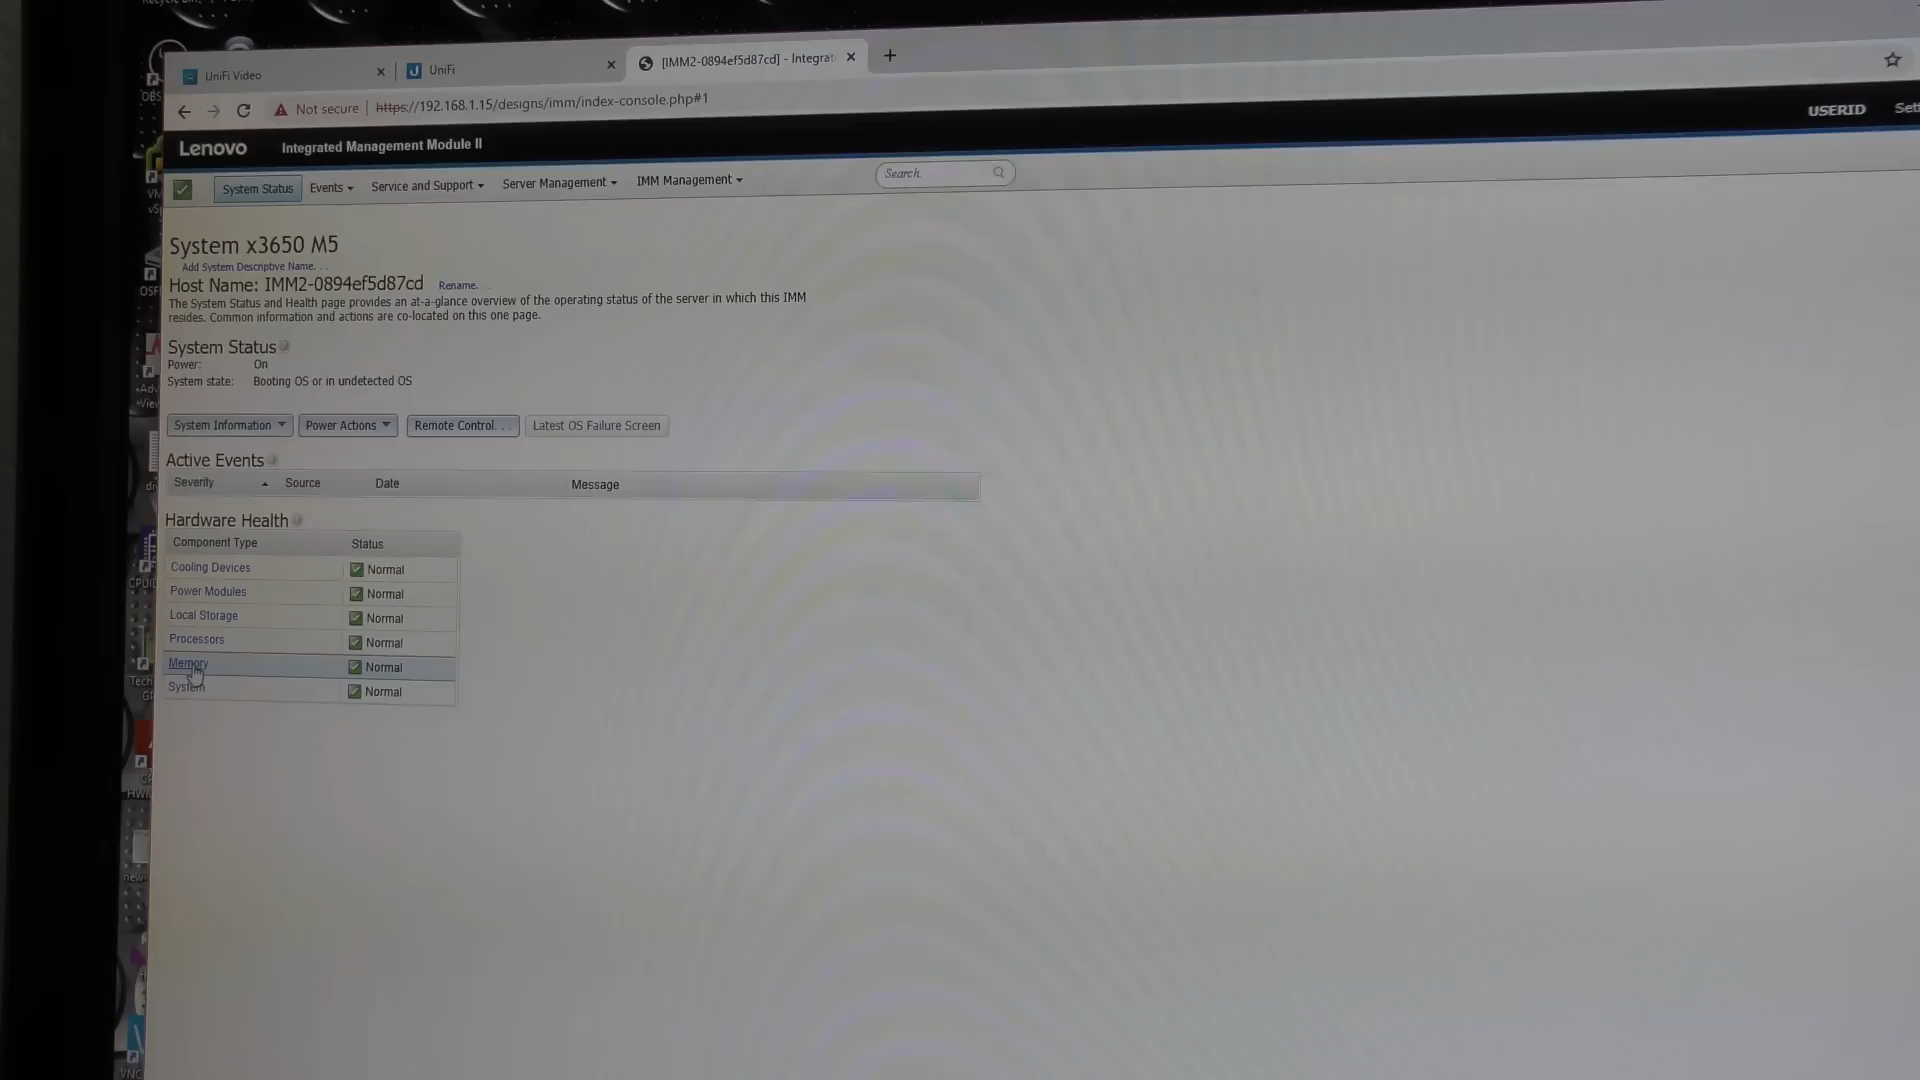 UniFi Video
UniFi
[IMM2-0894ef5d87cd] - Integrat
Not secure | https://192.168.1.15/designs/imm/index-console.php#1
Lenovo Integrated Management Module II
USERID
System Status Events Service and Support Server Management IMM Management
Search
System x3650 M5
Add System Descriptive Name. . .
Host Name: IMM2-0894ef5d87cd Rename. . .
The System Status and Health page provides an at-a-glance overview of the operating status of the server in which this IMM
resides. Common information and actions are co-located on this one page.
System Status
Power: On
System state: Booting OS or in undetected OS
System Information Power Actions Remote Control. . . Latest OS Failure Screen
Active Events
Severity Source Date Message
Hardware Health
Component Type Status
Cooling Devices Normal
Power Modules Normal
Local Storage Normal
Processors Normal
Memory Normal
System Normal
OBS
VM
CPUID
Tech
VNC